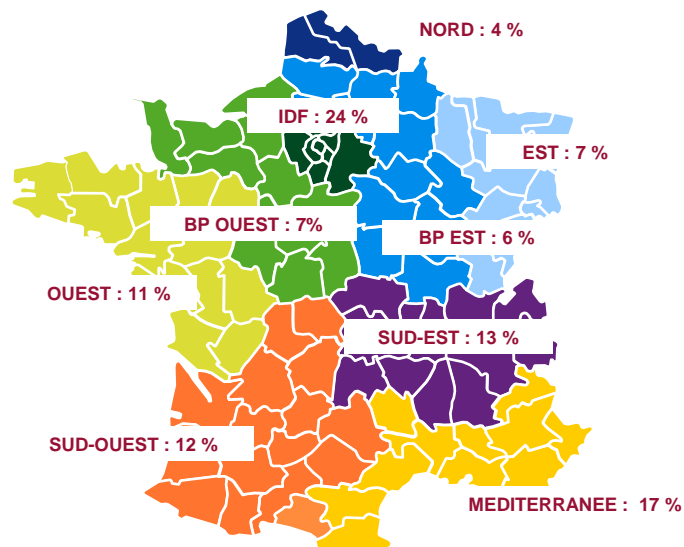 NORD : 4 %
IDF : 24 %
EST : 7 %
BP OUEST : 7%
BP EST : 6 %
OUEST : 11 %
SUD-EST : 13 %
SUD-OUEST : 12 %
MEDITERRANEE : 17 %